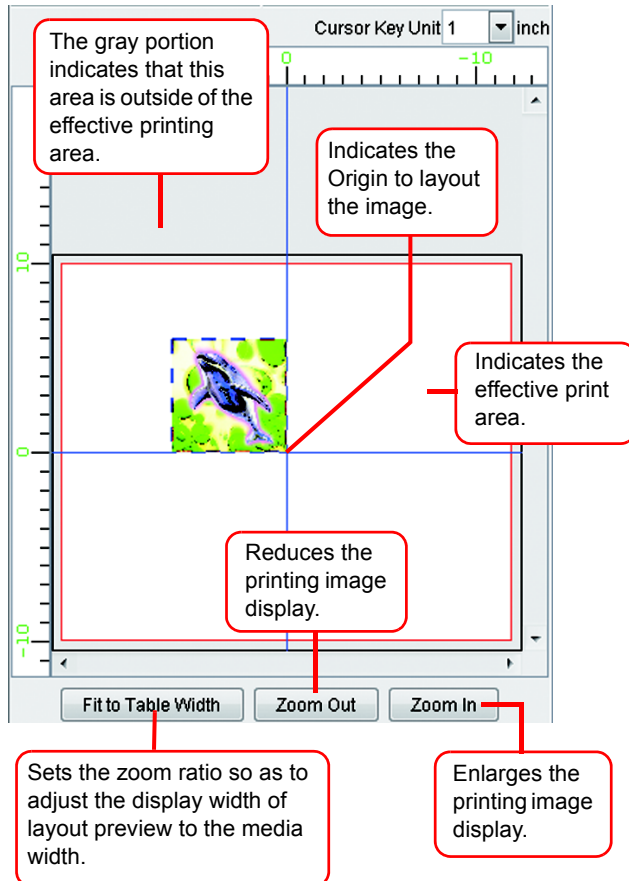 Cursor Key Unit 1 inch
The gray portion
indicates that this
area is outside of the
effective printing
area.
0
-10
Indicates the
Origin to layout
the image.
10
Indicates the
effective print
area.
0
Reduces the
printing image
display.
-10
Fit to Table Width
Zoom Out
Zoom In
Sets the zoom ratio so as to
adjust the display width of
layout preview to the media
width.
Enlarges the
printing image
display.